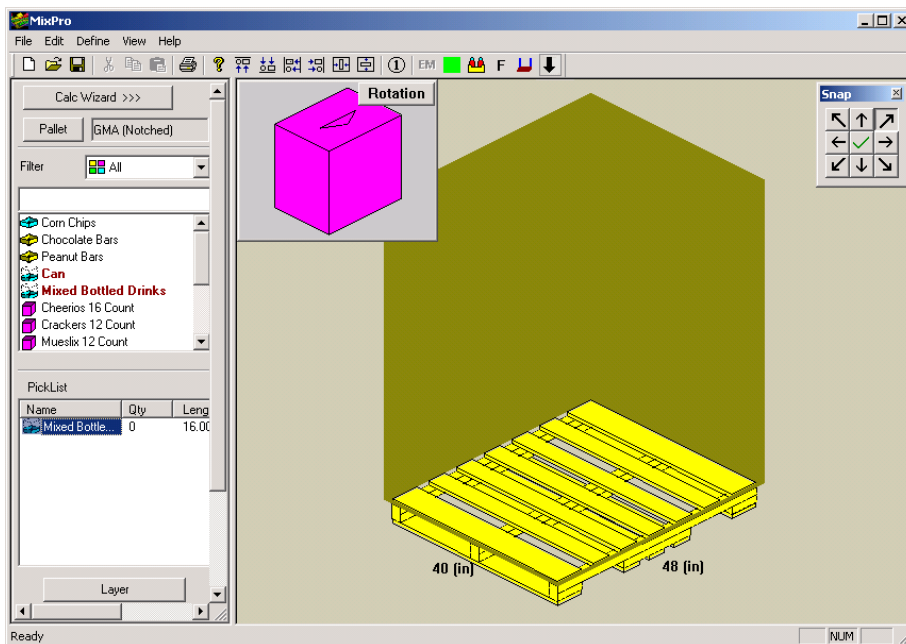 MixPro
File Edit Define View Help
EM F
Calc Wizard >>>
Pallet GMA (Notched)
Filter All
Corn Chips
Chocolate Bars
Peanut Bars
Can
Mixed Bottled Drinks
Cheerios 16 Count
Crackers 12 Count
Mueslix 12 Count
PickList
Name Qty Leng
Mixed Bottle... 0 16.00
Layer
Rotation
Snap
40 (in) 48 (in)
Ready NUM